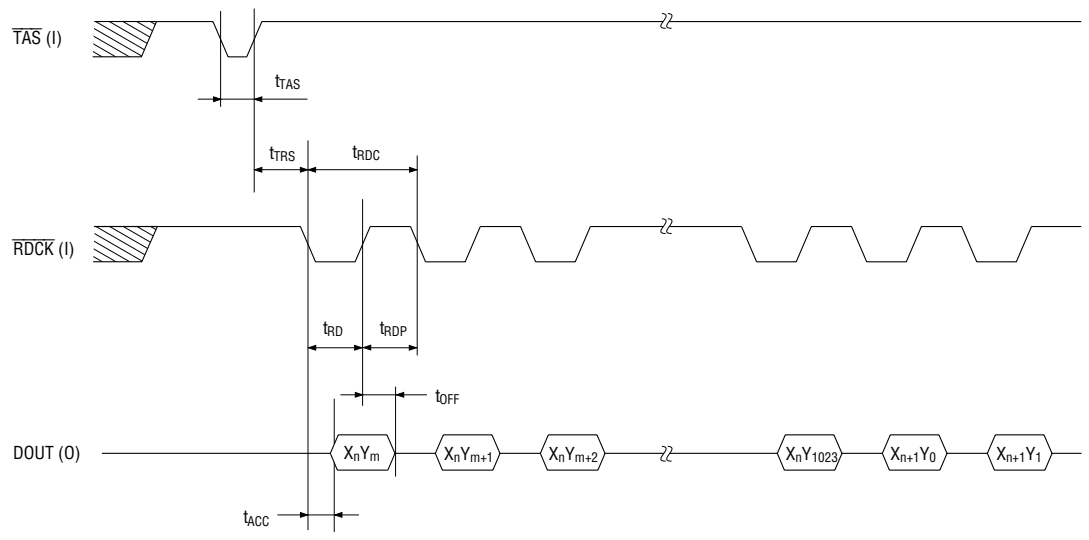 TAS (I)
tTAS
tTRS
tRDC
RDCK (I)
tRD
tRDP
tOFF
DOUT (O)
XnYm
XnYm+1
XnYm+2
XnY1023
Xn+1Y0
Xn+1Y1
tACC